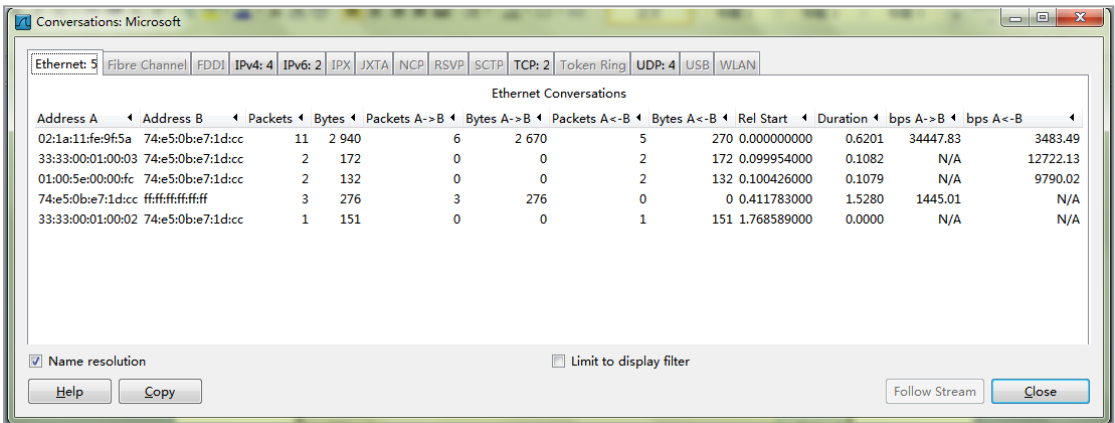 Conversations: Microsoft
Ethernet: 5 Fibre Channel FDDI IPv4: 4 IPv6: 2 IPX JXTA NCP RSVP SCTP TCP: 2 Token Ring UDP: 4 USB WLAN
Ethernet Conversations
Address A Address B Packets Bytes Packets A->B Bytes A->B Packets A<-B Bytes A<-B Rel Start Duration bps A->B bps A<-B
02:1a:11:fe:9f:5a 74:e5:0b:e7:1d:cc 11 2 940 6 2 670 5 270 0.000000000 0.6201 34447.83 3483.49
33:33:00:01:00:03 74:e5:0b:e7:1d:cc 2 172 0 0 2 172 0.099954000 0.1082 N/A 12722.13
01:00:5e:00:00:fc 74:e5:0b:e7:1d:cc 2 132 0 0 2 132 0.100426000 0.1079 N/A 9790.02
74:e5:0b:e7:1d:cc ff:ff:ff:ff:ff:ff 3 276 3 276 0 0 0.411783000 1.5280 1445.01 N/A
33:33:00:01:00:02 74:e5:0b:e7:1d:cc 1 151 0 0 1 151 1.768589000 0.0000 N/A N/A
Name resolution Limit to display filter
Help Copy Follow Stream Close